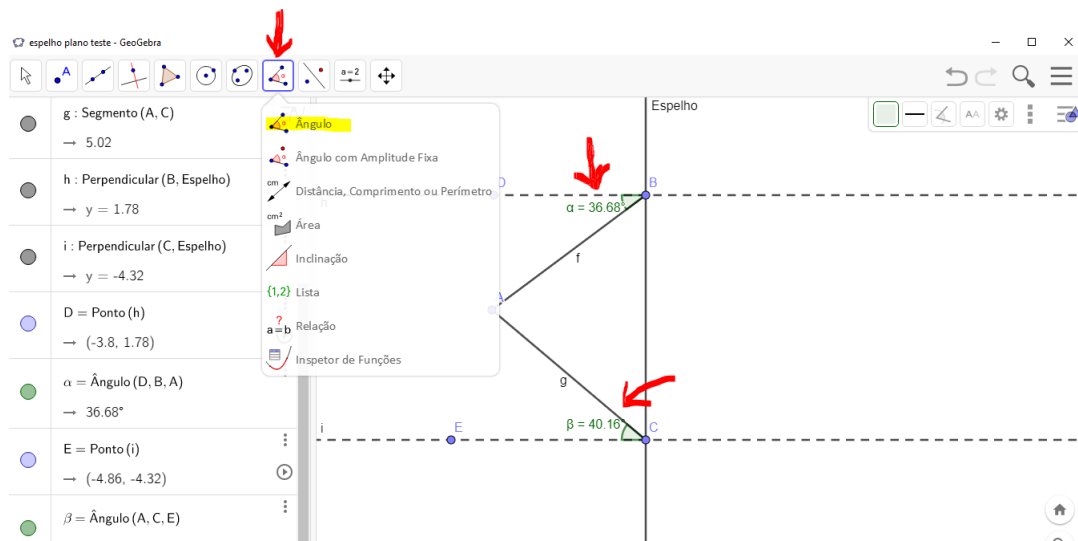 espelho plano teste - GeoGebra
A
a=2
g : Segmento (A, C)
→ 5.02
h : Perpendicular (B, Espelho)
→ y = 1.78
i : Perpendicular (C, Espelho)
→ y = -4.32
D = Ponto (h)
→ (-3.8, 1.78)
α = Ângulo (D, B, A)
→ 36.68°
E = Ponto (i)
→ (-4.86, -4.32)
β = Ângulo (A, C, E)
Ângulo
Ângulo com Amplitude Fixa
cm
Distância, Comprimento ou Perímetro
cm²
Área
Inclinação
{1,2}
Lista
?
a=b
Relação
Inspetor de Funções
Espelho
AA
D
B
h
α = 36.68°
f
A
g
β = 40.16°
i
E
C